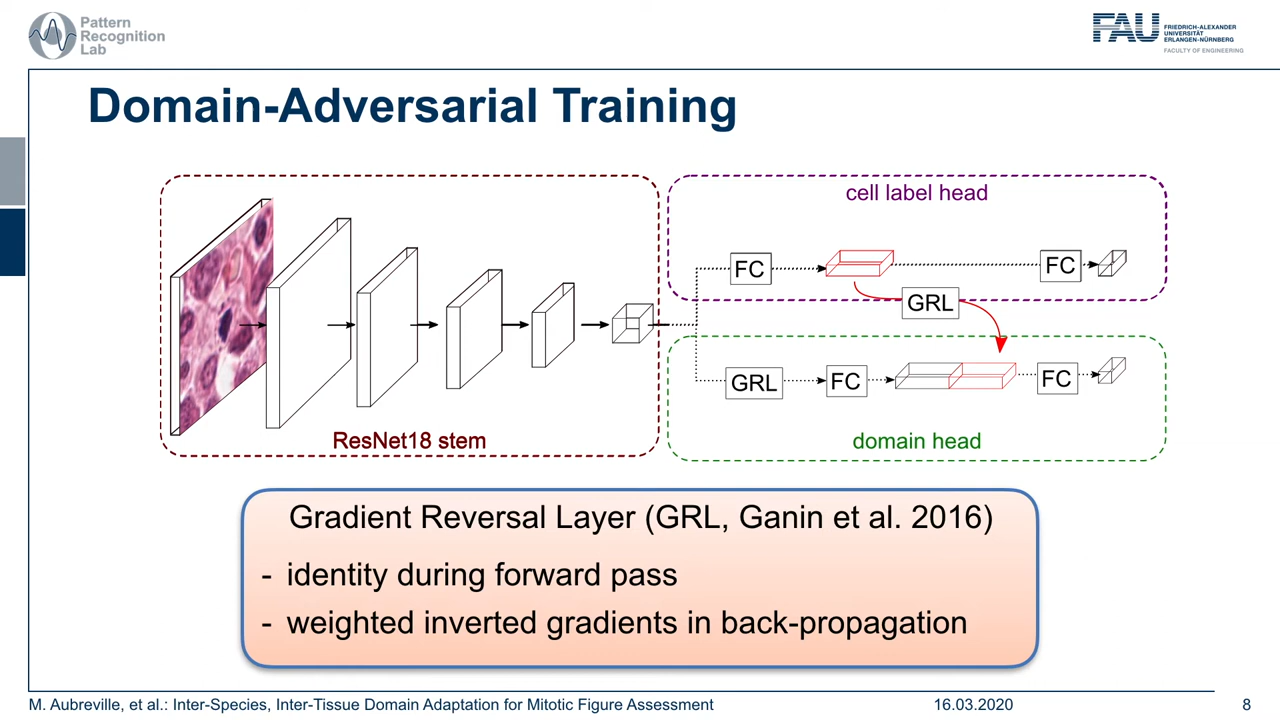 Pattern
Recognition
Lab
FAU
FRIEDRICH-ALEXANDER
UNIVERSITÄT
ERLANGEN-NÜRNBERG
FACULTY OF ENGINEERING
Domain-Adversarial Training
cell label head
FC
FC
GRL
GRL
FC
FC
ResNet18 stem
domain head
Gradient Reversal Layer (GRL, Ganin et al. 2016)
- identity during forward pass
- weighted inverted gradients in back-propagation
M. Aubreville, et al.: Inter-Species, Inter-Tissue Domain Adaptation for Mitotic Figure Assessment
16.03.2020
8